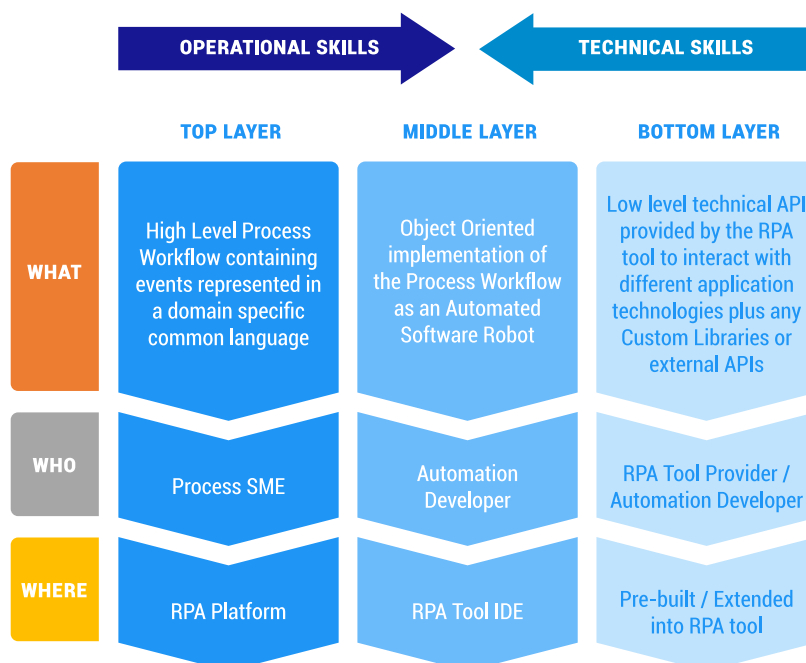 OPERATIONAL SKILLS
TECHNICAL SKILLS
TOP LAYER
MIDDLE LAYER
BOTTOM LAYER
WHAT
High Level Process
Workflow containing
events represented in
a domain specific
common language
Object Oriented
implementation of
the Process Workflow
as an Automated
Software Robot
Low level technical API
provided by the RPA
tool to interact with
different application
technologies plus any
Custom Libraries or
external APIs
WHO
Process SME
Automation
Developer
RPA Tool Provider /
Automation Developer
WHERE
RPA Platform
RPA Tool IDE
Pre-built / Extended
into RPA tool